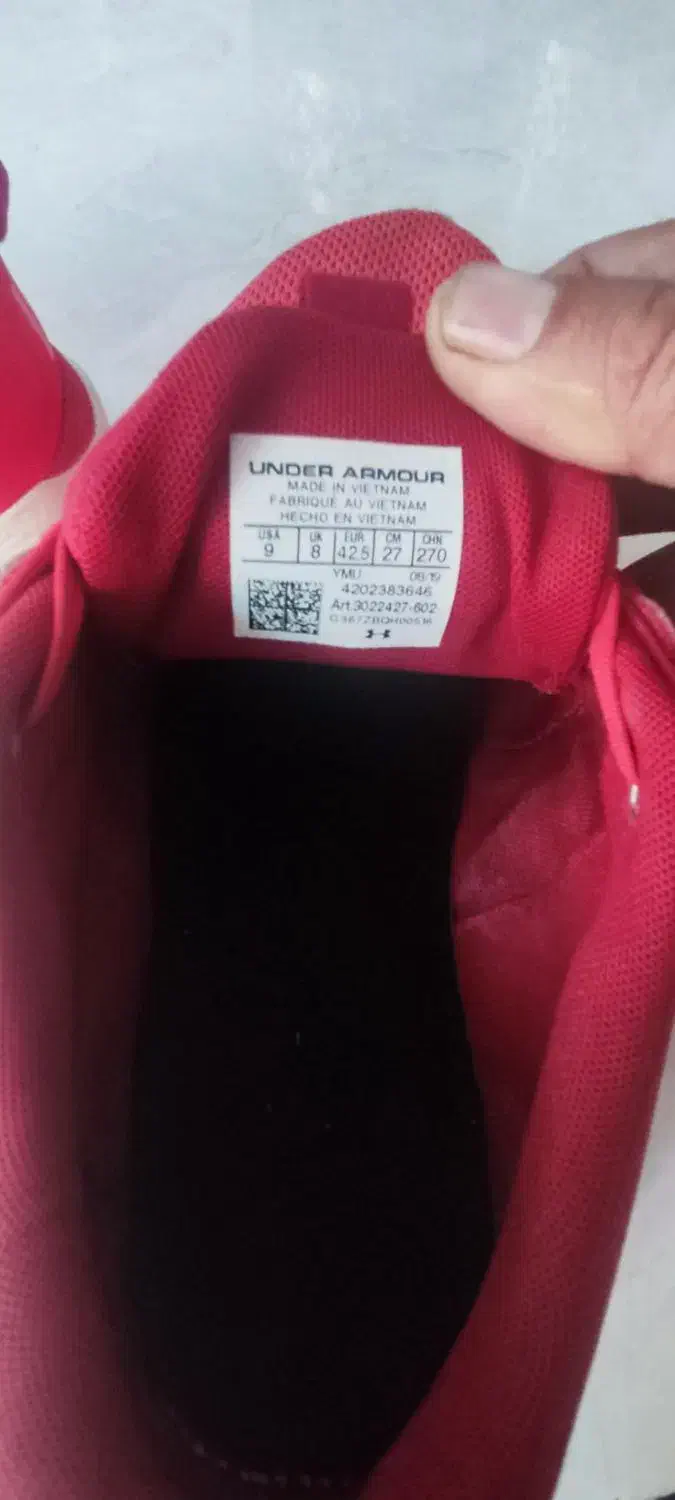 UNDER ARMOUR
MADE IN VIETNAM
FABRIQUE AU VIETNAM
HECHO EN VIETNAM
USA UK EUR CM CHN
9 8 42.5 27 270
YMU 08/19
4202383646
Art.3022427-602